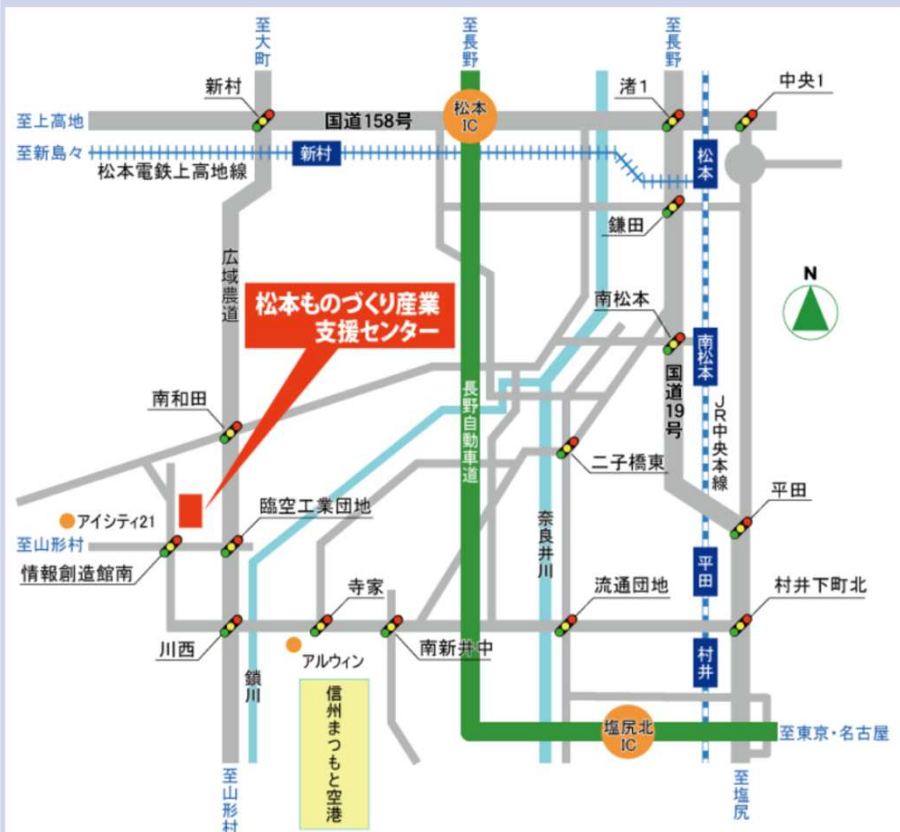 至大町
至長野
至長野
新村
渚1
中央1
至上高地
国道158号
松本
IC
至新島々
新村
松本電鉄上高地線
松本
鎌田
広域農道
松本ものづくり産業
支援センター
南松本
N
南松本
国道19号
JR中央本線
南和田
長野自動車道
二子橋東
平田
臨空工業団地
アイシティ21
至山形村
情報創造館南
奈良井川
平田
寺家
流通団地
村井下町北
川西
南新井中
村井
アルウィン
鎖川
信州まつもと空港
塩尻北
IC
至東京・名古屋
至山形村
至塩尻